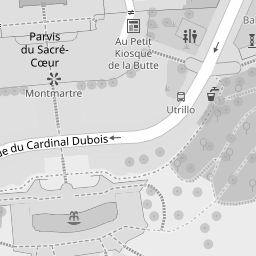 Parvis
du Sacré-
Cœur
Montmartre
Au Petit
Kiosque
de la Butte
Ba
Utrillo
ue du Cardinal Dubois